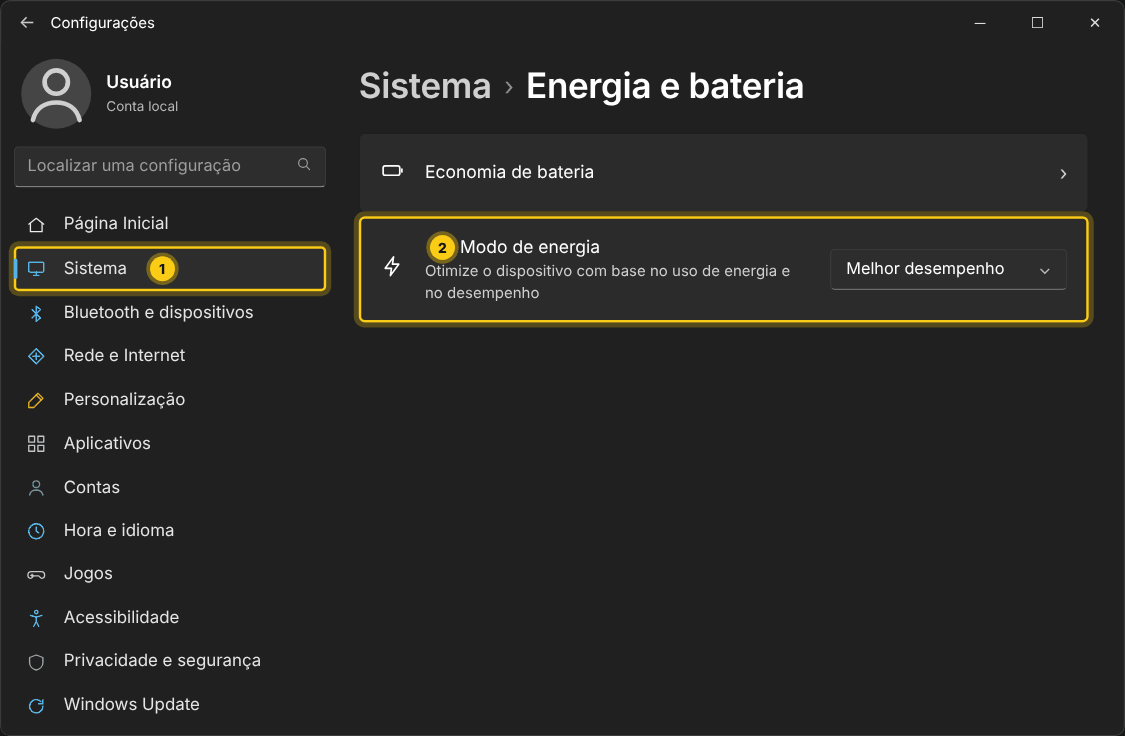 Configurações
Usuário
Conta local
Localizar uma configuração
Página Inicial
Sistema 1
Bluetooth e dispositivos
Rede e Internet
Personalização
Aplicativos
Contas
Hora e idioma
Jogos
Acessibilidade
Privacidade e segurança
Windows Update
Sistema › Energia e bateria
Economia de bateria
2 Modo de energia
Otimize o dispositivo com base no uso de energia e
no desempenho
Melhor desempenho